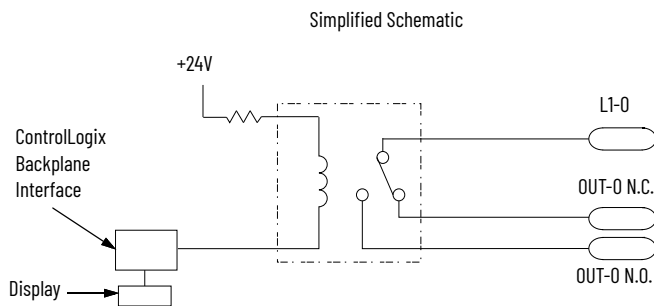 Simplified Schematic
+24V
L1-0
ControlLogix
Backplane
Interface
OUT-0 N.C.
Display
OUT-0 N.O.